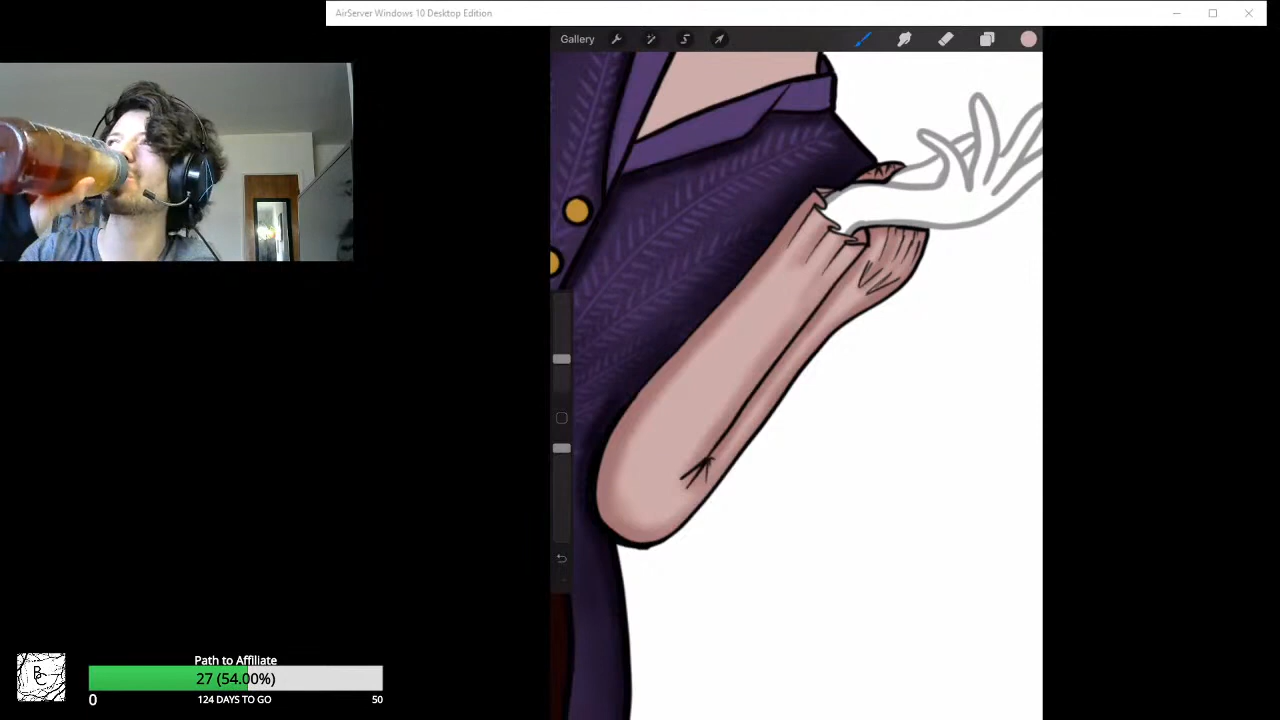 AirServer Windows 10 Desktop Edition
Gallery
Path to Affiliate
27 (54.00%)
0
124 DAYS TO GO
50